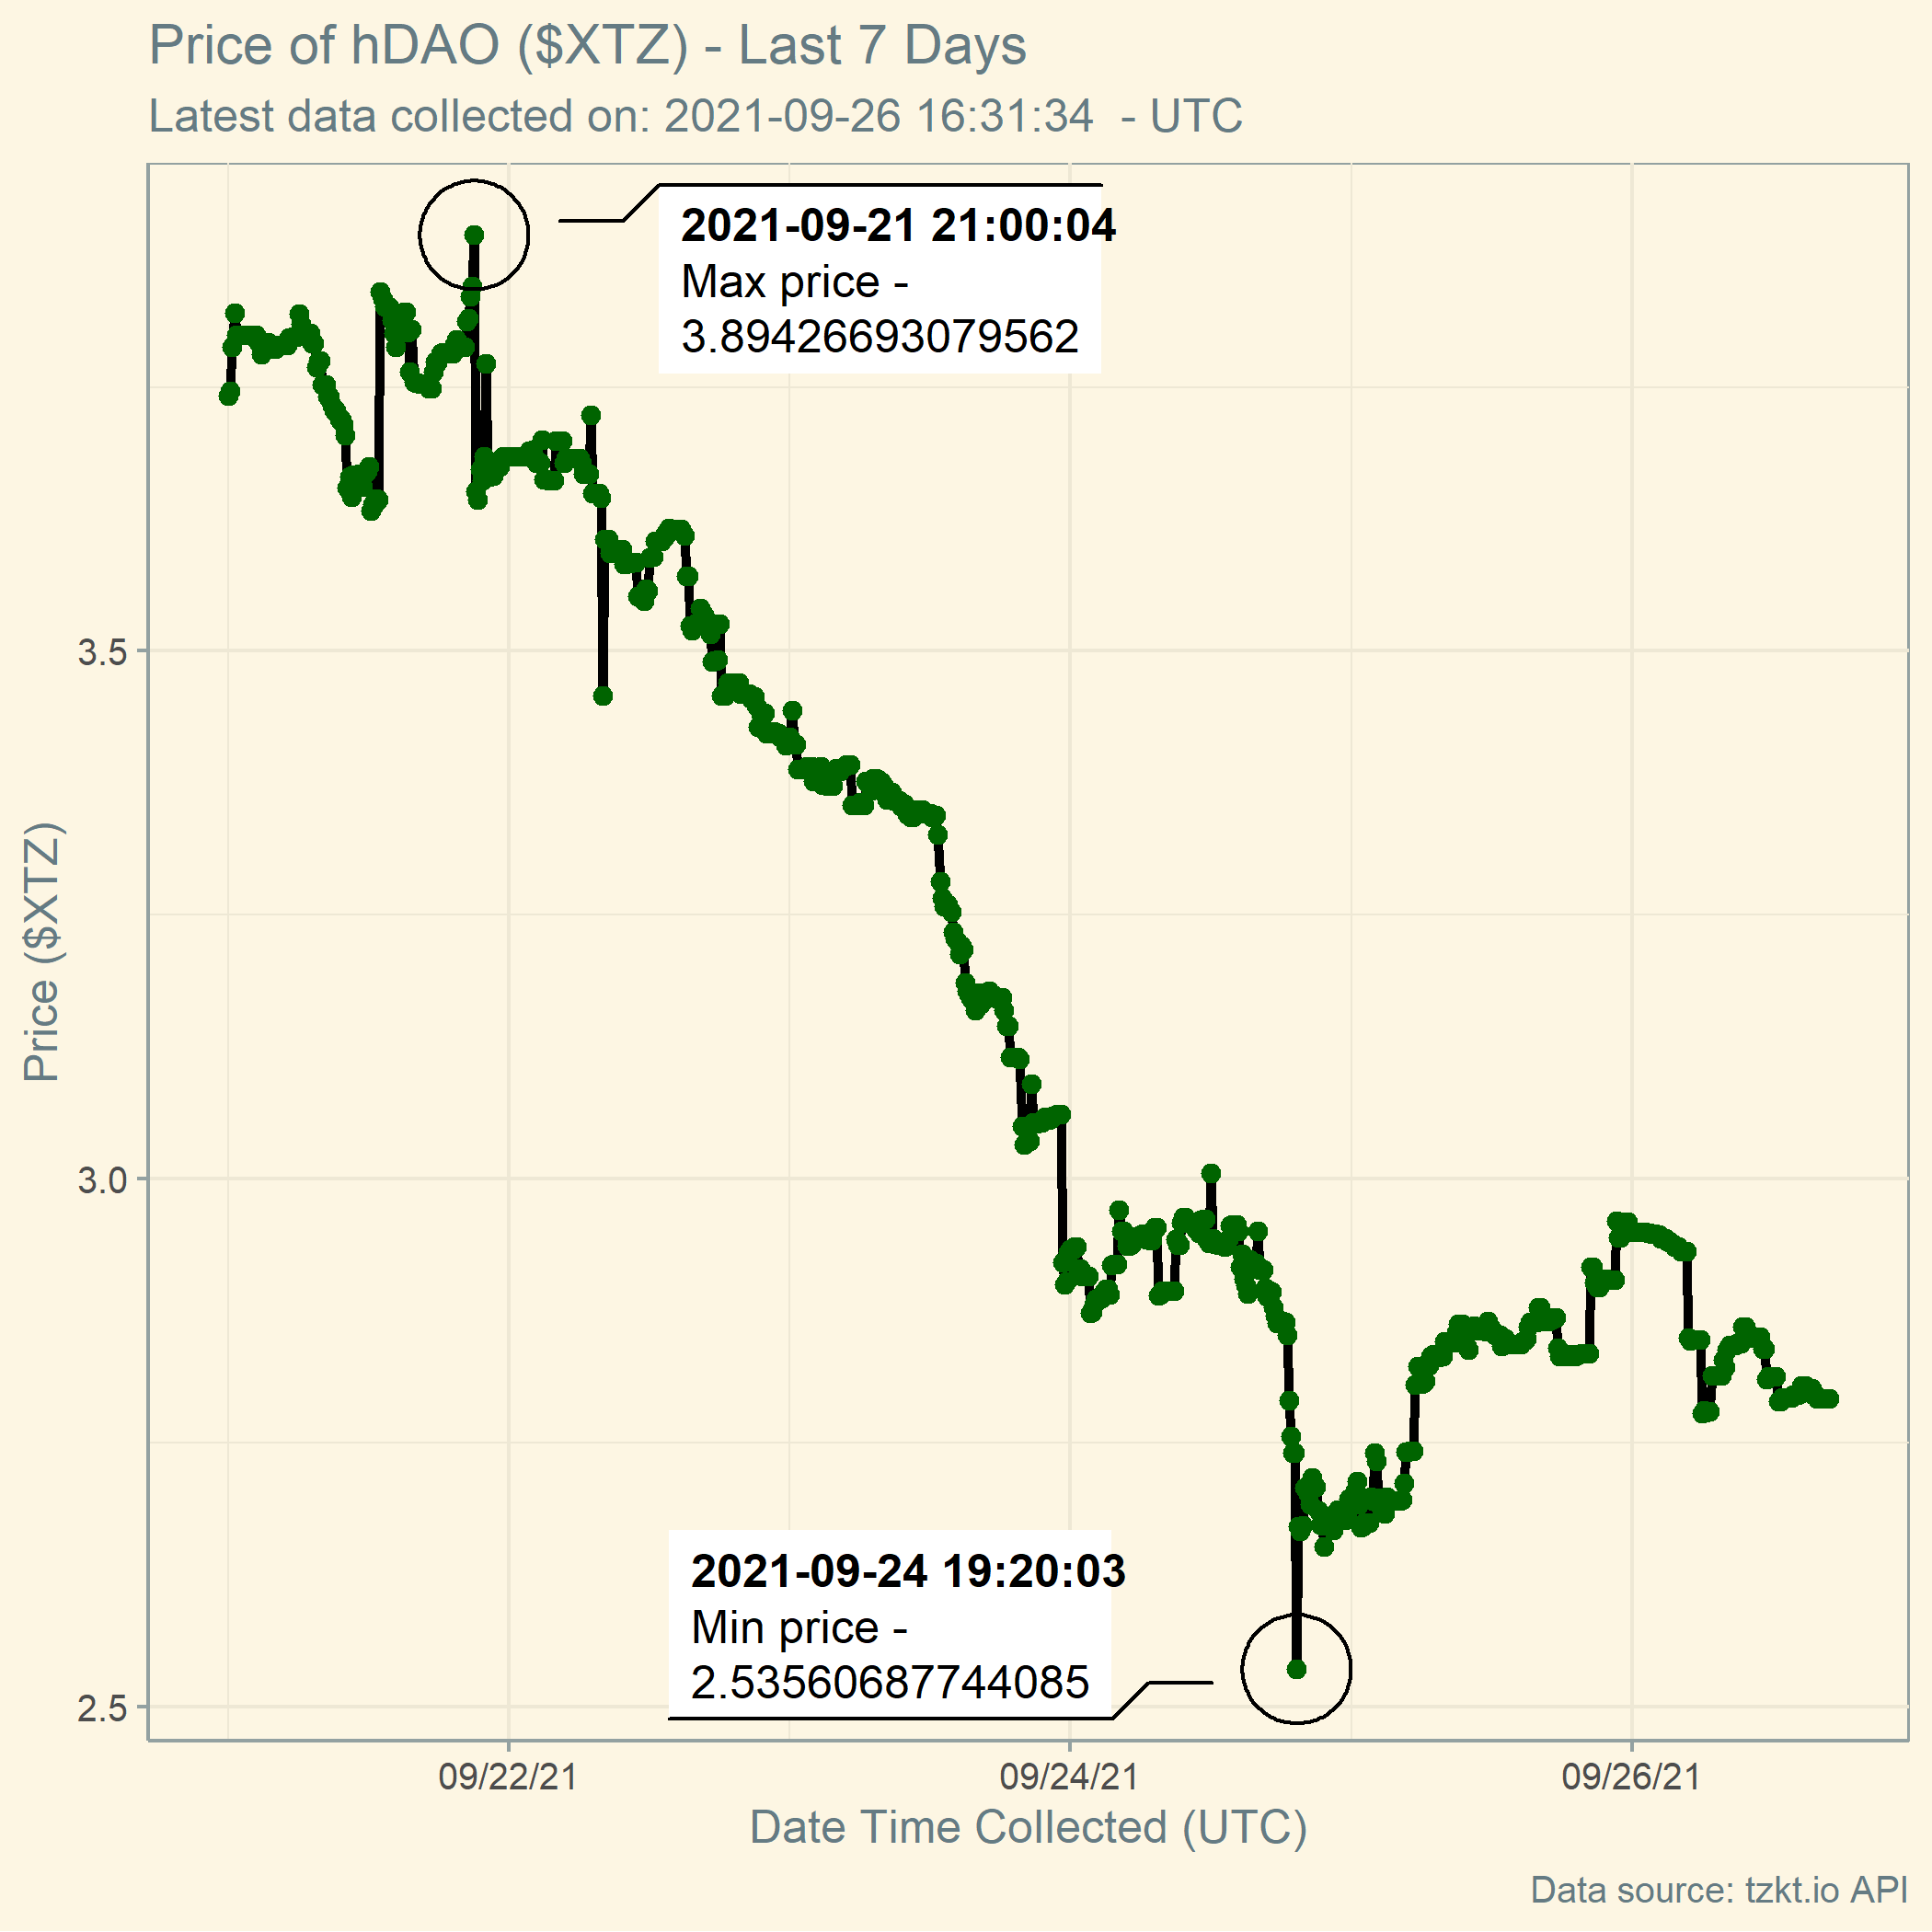 Price of hDAO ($XTZ) - Last 7 Days
Latest data collected on: 2021-09-26 16:31:34  - UTC
2021-09-21 21:00:04
Max price -
3.89426693079562
3.5
Price ($XTZ)
3.0
2021-09-24 19:20:03
Min price -
2.53560687744085
2.5
09/22/21
09/24/21
09/26/21
Date Time Collected (UTC)
Data source: tzkt.io API